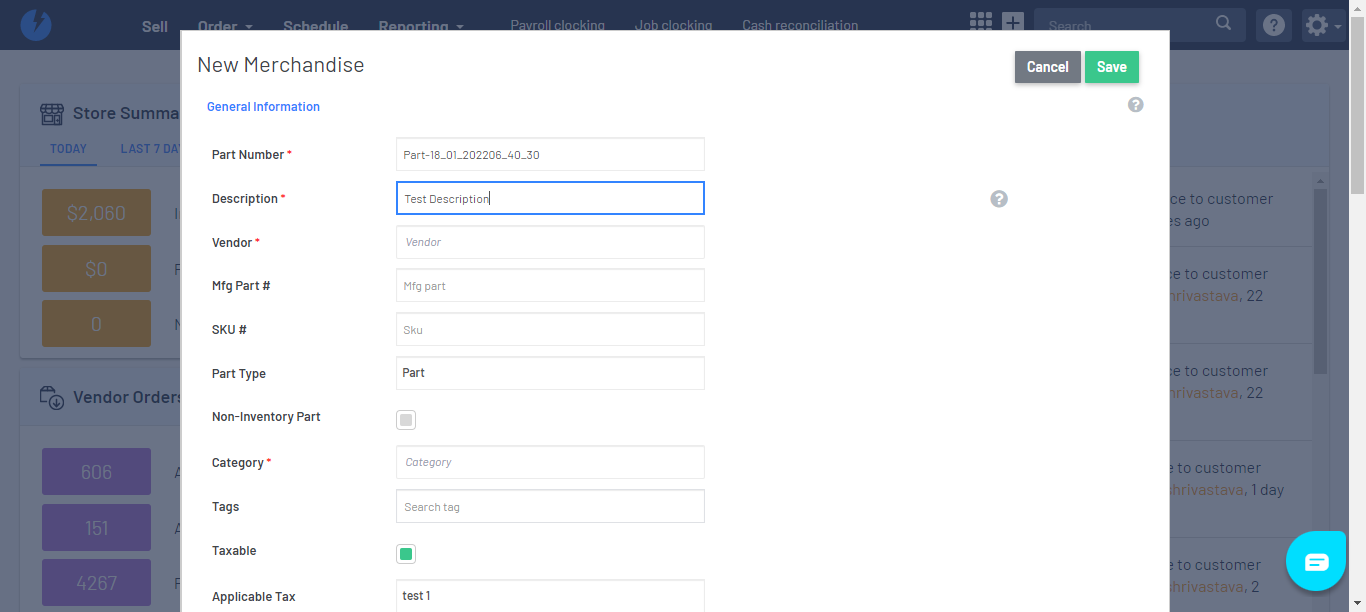 Sell Order Schedule Reporting Payroll clocking Job clocking Cash reconciliation Search
New Merchandise
Cancel Save
General Information
Store Summa
TODAY LAST 7 DA
$2,060
$0
0
Vendor Orders
606
151
4267
Part Number *
Part-18_01_202206_40_30
Description *
Test Description
Vendor *
Vendor
Mfg Part #
Mfg part
SKU #
Sku
Part Type
Part
Non-Inventory Part
Category *
Category
Tags
Search tag
Taxable
Applicable Tax
test 1
ce to customer
es ago
ce to customer
hrivastava, 22
ce to customer
hrivastava, 22
e to customer
shrivastava, 1 day
e to customer
shrivastava, 2